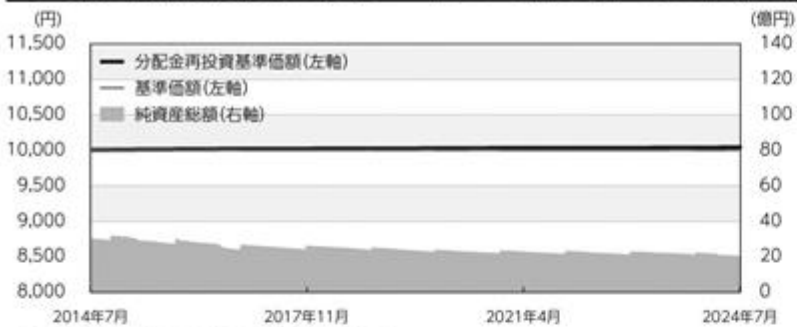 (円)
(億円)
11,500
11,000
10,500
10,000
9,500
9,000
8,500
8,000
分配金再投資基準価額(左軸)
基準価額(左軸)
純資産総額(右軸)
140
120
100
80
60
40
20
0
2014年7月
2017年11月
2021年4月
2024年7月